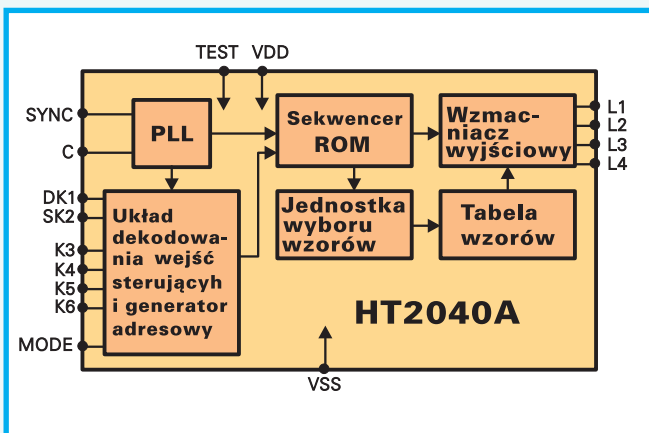 TEST VDD
SYNC
C
PLL
Sekwencer
ROM
Wzmac-
niacz
wyjściowy
L1
L2
L3
L4
DK1
SK2
K3
K4
K5
K6
MODE
Układ
dekodowa-
nia wejść
sterującyh
i generator
adresowy
Jednostka
wyboru
wzorów
Tabela
wzorów
HT2040A
VSS